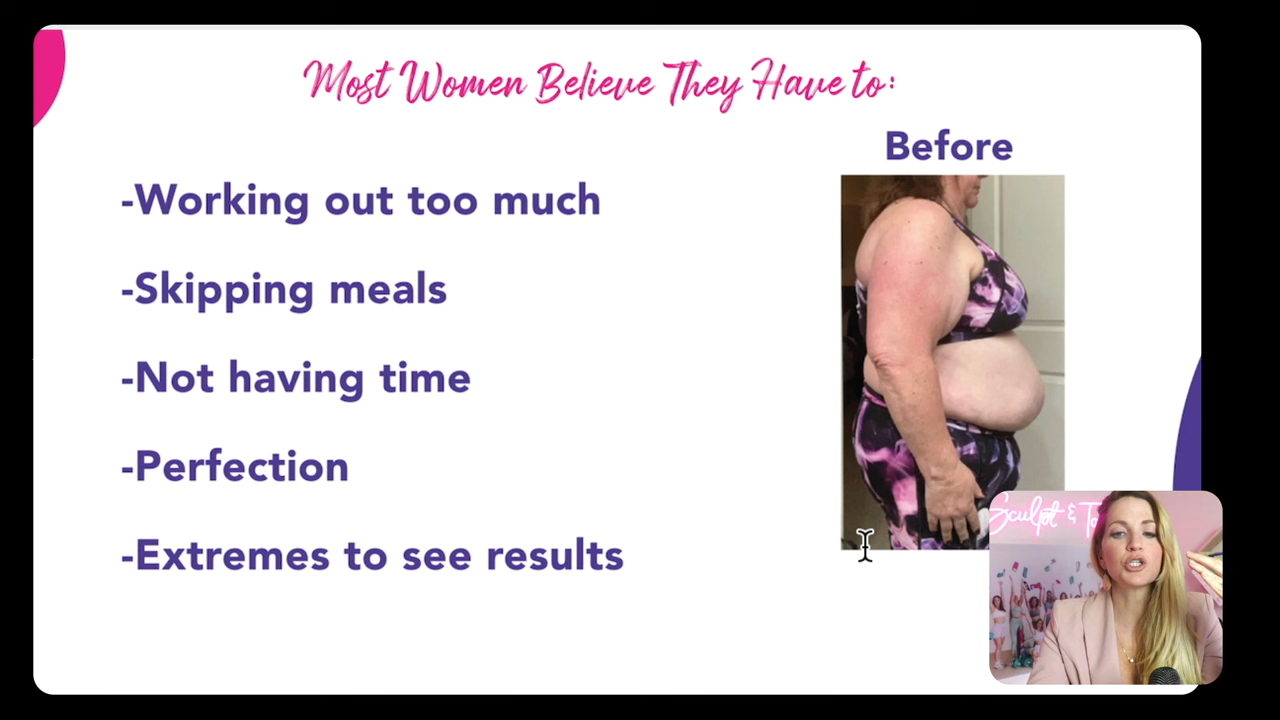 Most Women Believe They Have to:
Before
-Working out too much
-Skipping meals
-Not having time
-Perfection
-Extremes to see results
Sculpt &